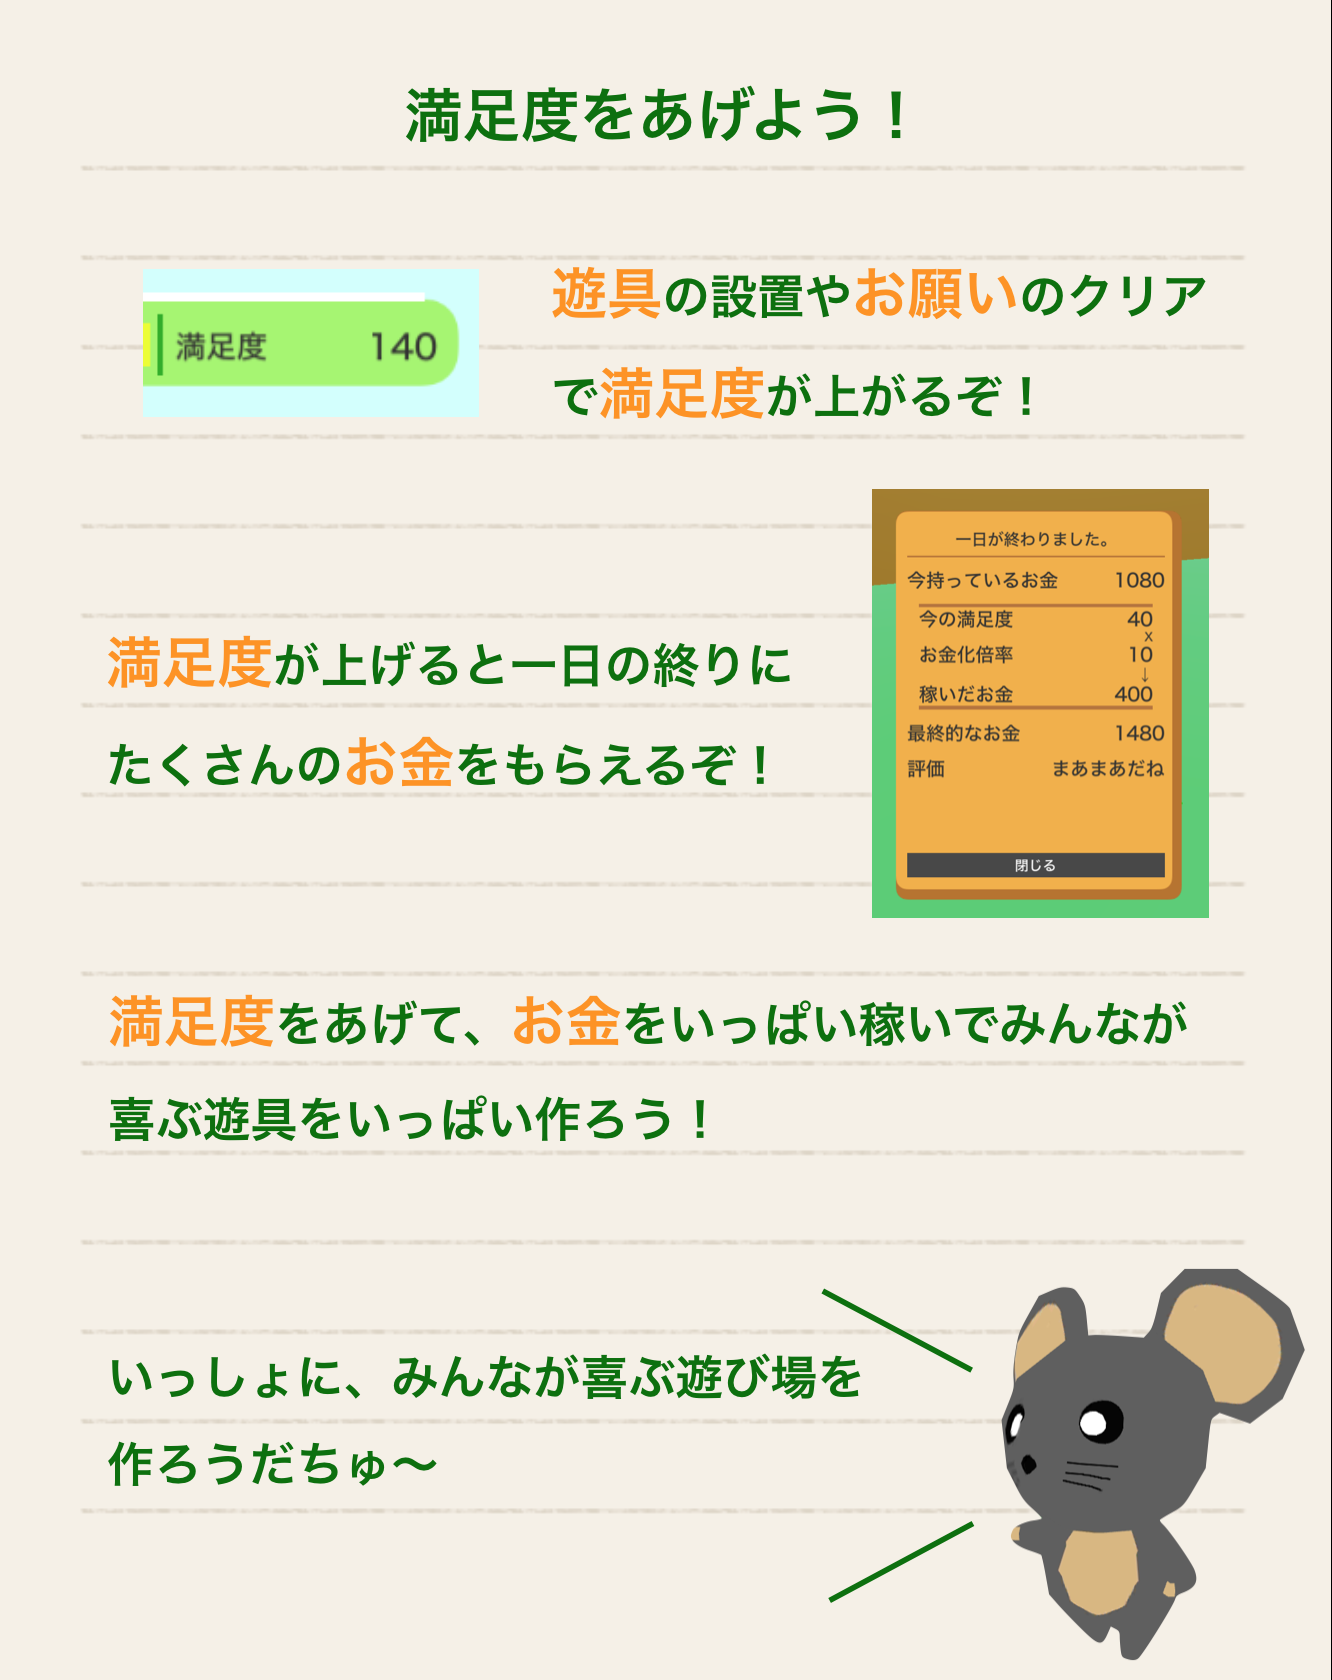 満足度をあげよう！
満足度 140
遊具の設置やお願いのクリア
で満足度が上がるぞ！
一日が終わりました。
今持っているお金 1080
今の満足度 40
x
お金化倍率 10
↓
稼いだお金 400
最終的なお金 1480
評価 まあまあだね
閉じる
満足度が上げると一日の終りに
たくさんのお金をもらえるぞ！
満足度をあげて、お金をいっぱい稼いでみんなが
喜ぶ遊具をいっぱい作ろう！
いっしょに、みんなが喜ぶ遊び場を
作ろうだちゅ〜